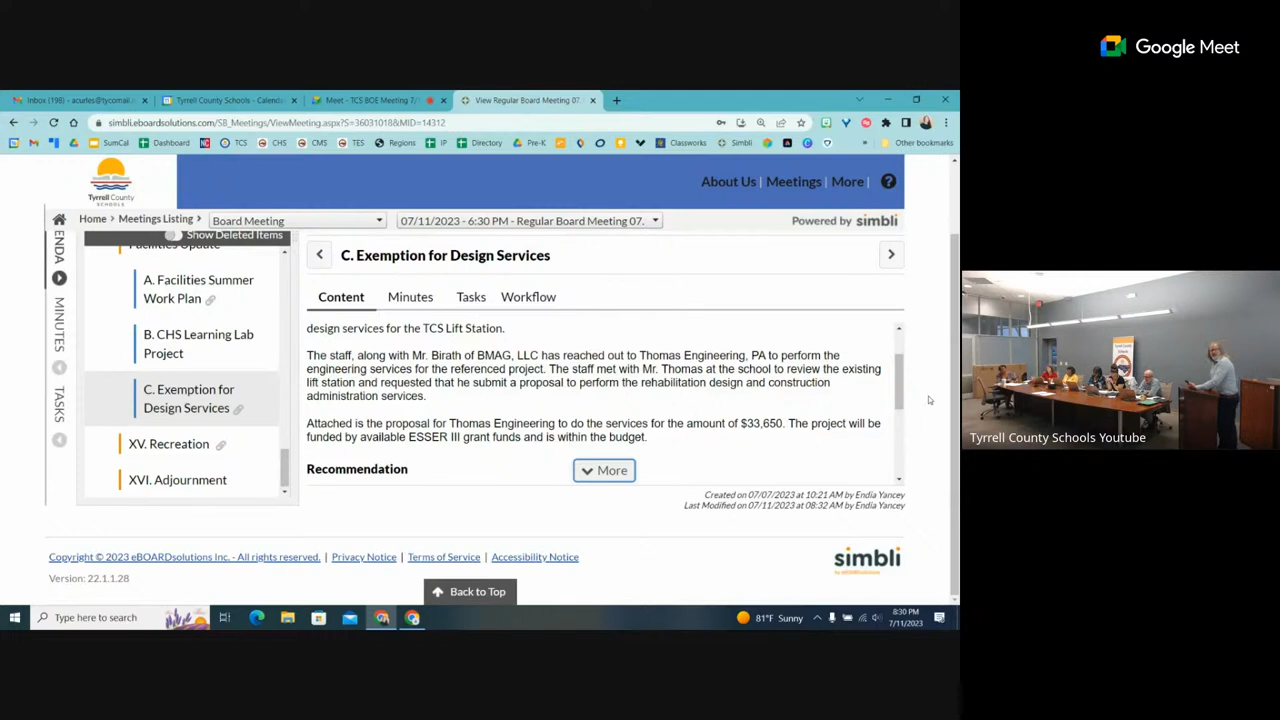 Google Meet
Inbox (198) - acurles@tycomail.
Tyrrell County Schools - Calenda
Meet - TCS BOE Meeting 7/
View Regular Board Meeting 07.
simbli.eboardsolutions.com/SB_Meetings/ViewMeeting.aspx?S=36031018&MID=14312
SumCal
Dashboard
TCS
CHS
CMS
TES
Regions
IP
Directory
Pre-K
Classworks
Simbli
Other bookmarks
Tyrrell County
SCHOOLS
About Us | Meetings | More |
Home > Meetings Listing >
Board Meeting
07/11/2023 - 6:30 PM - Regular Board Meeting 07.
Powered by simbli
ENDA
MINUTES
TASKS
Show Deleted Items
Facilities Update
A. Facilities Summer
Work Plan
B. CHS Learning Lab
Project
C. Exemption for
Design Services
XV. Recreation
XVI. Adjournment
C. Exemption for Design Services
Content
Minutes
Tasks
Workflow
design services for the TCS Lift Station.
The staff, along with Mr. Birath of BMAG, LLC has reached out to Thomas Engineering, PA to perform the
engineering services for the referenced project. The staff met with Mr. Thomas at the school to review the existing
lift station and requested that he submit a proposal to perform the rehabilitation design and construction
administration services.
Attached is the proposal for Thomas Engineering to do the services for the amount of $33,650. The project will be
funded by available ESSER III grant funds and is within the budget.
Recommendation
More
Created on 07/07/2023 at 10:21 AM by Endia Yancey
Last Modified on 07/11/2023 at 08:32 AM by Endia Yancey
Copyright © 2023 eBOARDsolutions Inc. - All rights reserved. | Privacy Notice | Terms of Service | Accessibility Notice
simbli
by eBOARDsolutions
Version: 22.1.1.28
Back to Top
Type here to search
81°F Sunny
8:30 PM
7/11/2023
Tyrrell County
Schools
Tyrrell County Schools Youtube